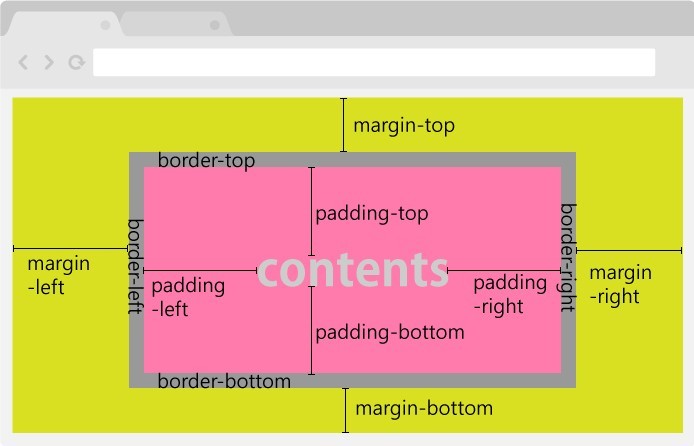 margin-top
border-top
padding-top
border-left
border-right
contents
margin
-left
padding
-left
padding
-right
margin
-right
padding-bottom
border-bottom
margin-bottom